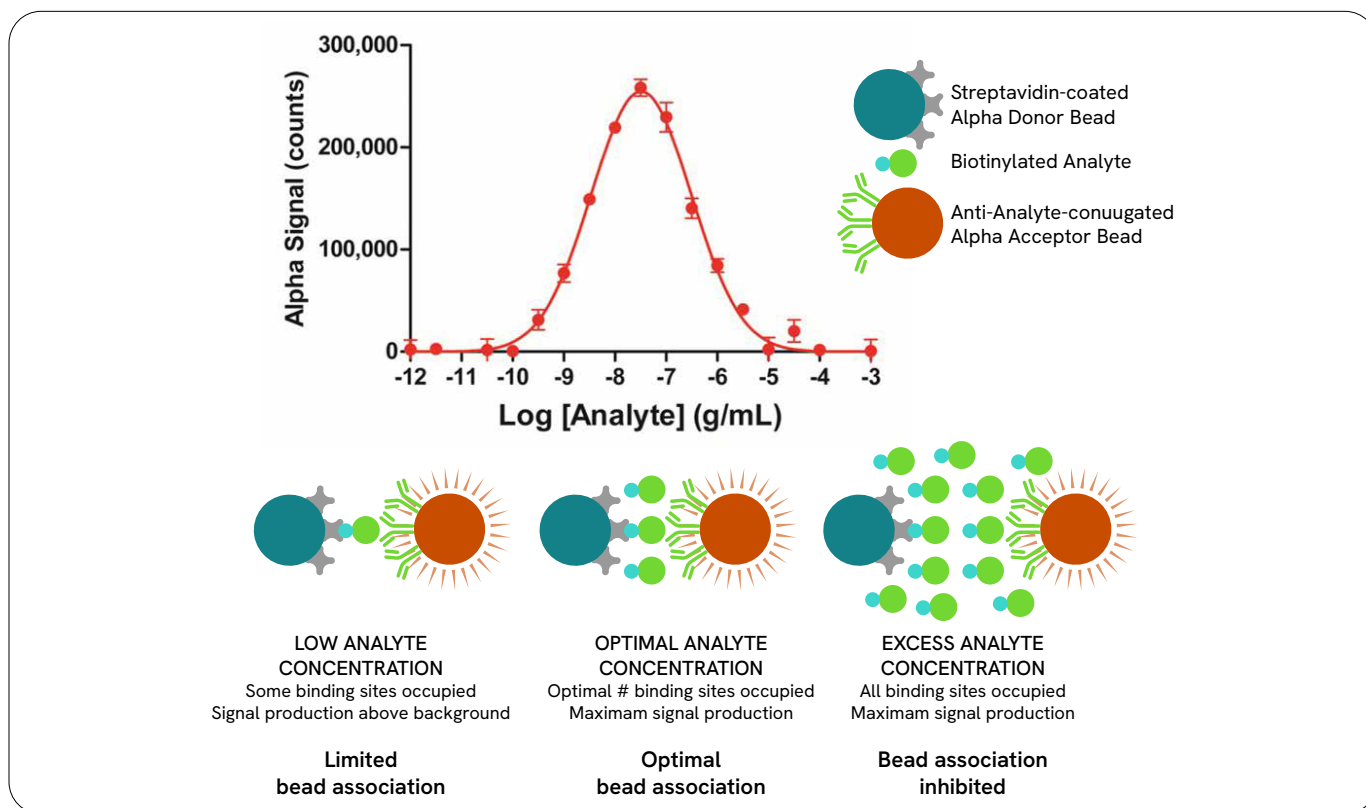 300,000
200,000
100,000
0
Alpha Signal (counts)
-12 -11 -10 -9 -8 -7 -6 -5 -4 -3
Log [Analyte] (g/mL)
Streptavidin-coated
Alpha Donor Bead
Biotinylated Analyte
Anti-Analyte-conuugated
Alpha Acceptor Bead
LOW ANALYTE
CONCENTRATION
Some binding sites occupied
Signal production above background
Limited
bead association
OPTIMAL ANALYTE
CONCENTRATION
Optimal # binding sites occupied
Maximam signal production
Optimal
bead association
EXCESS ANALYTE
CONCENTRATION
All binding sites occupied
Maximam signal production
Bead association
inhibited